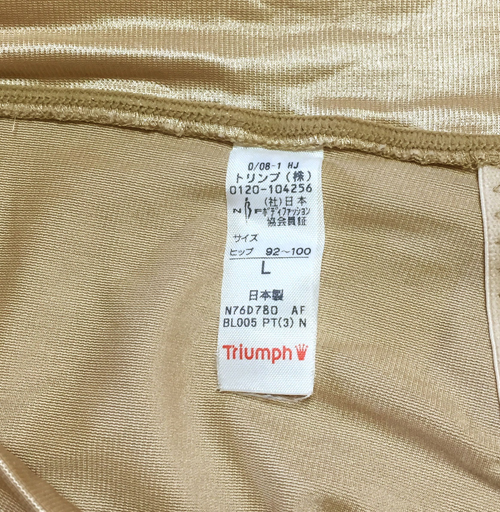 0/08-1 HJ
トリンプ(株)
0120-104256
(社)日本
NBF ボディファッション
協会員証
サイズ
ヒップ 92~100
L
日本製
N76D780 AF
BL005 PT(3) N
Triumph